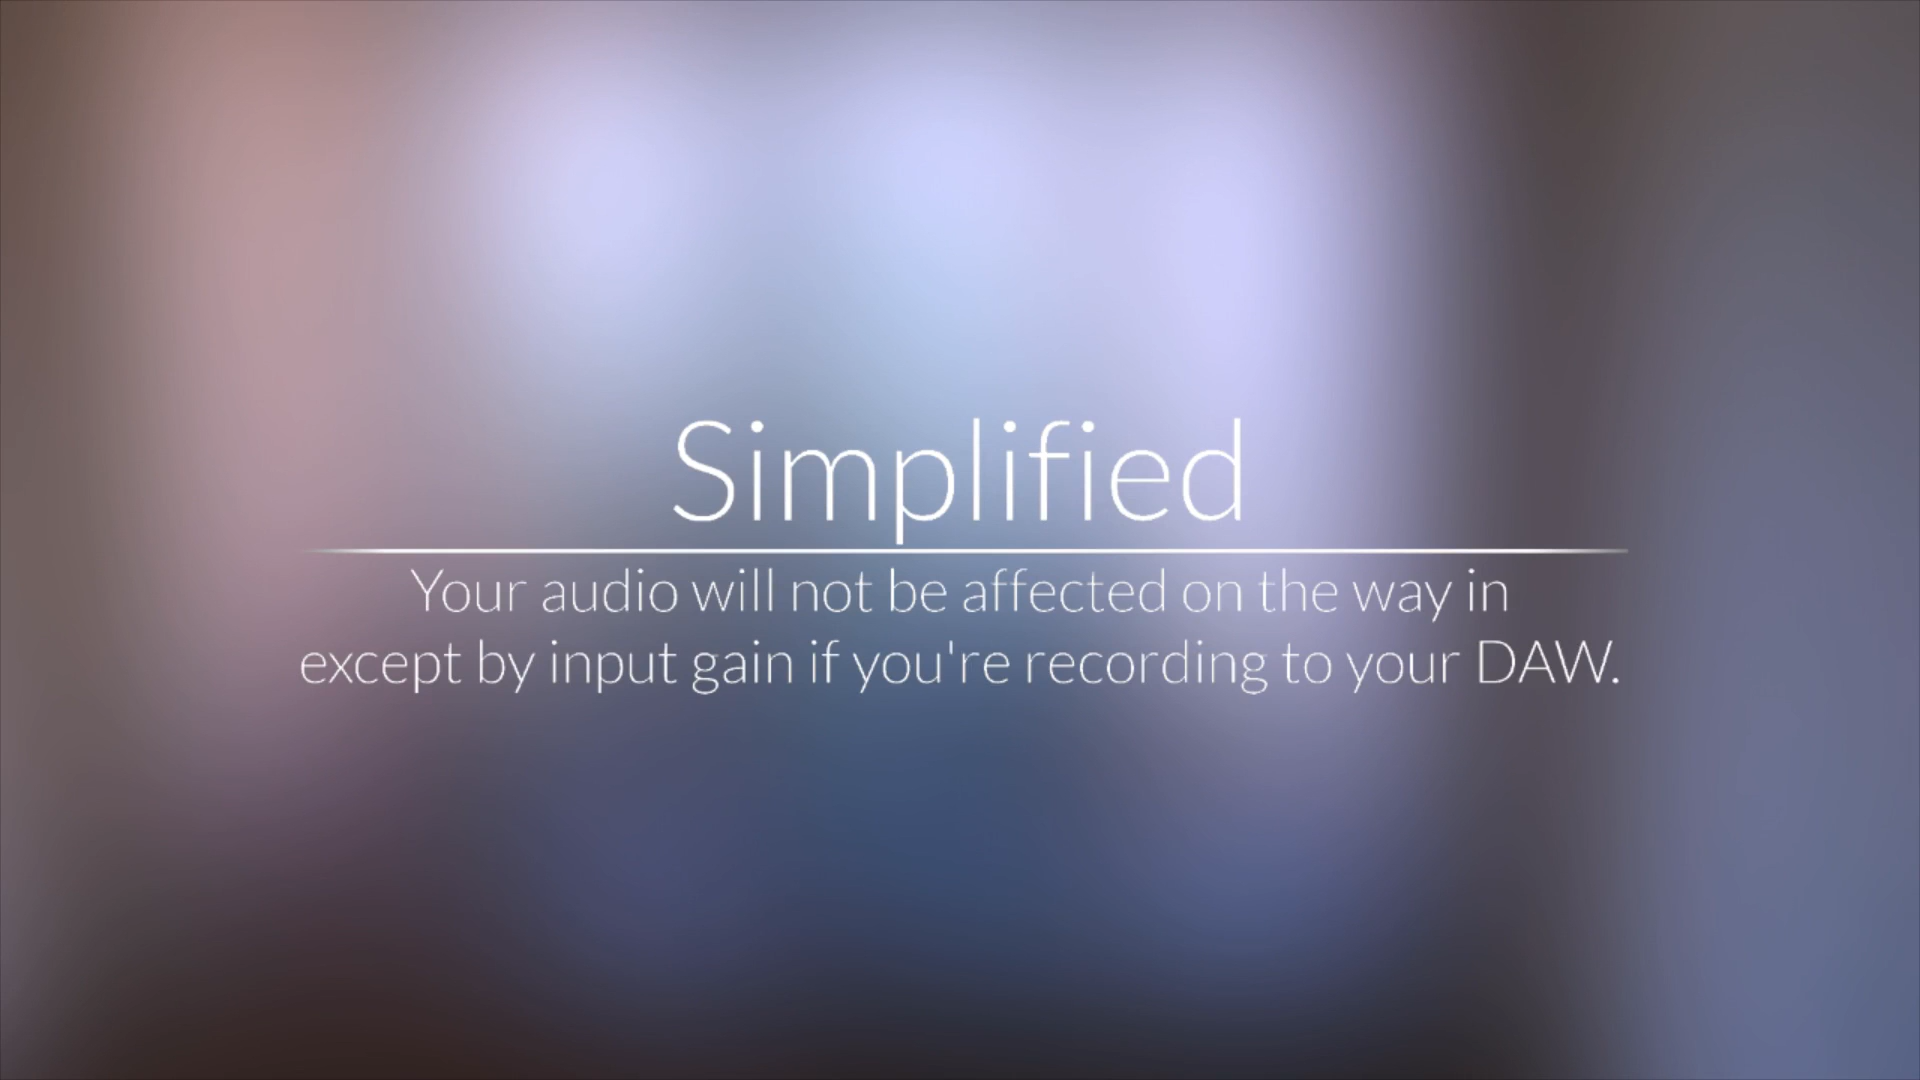 Simplified
Your audio will not be affected on the way in
except by input gain if you're recording to your DAW.